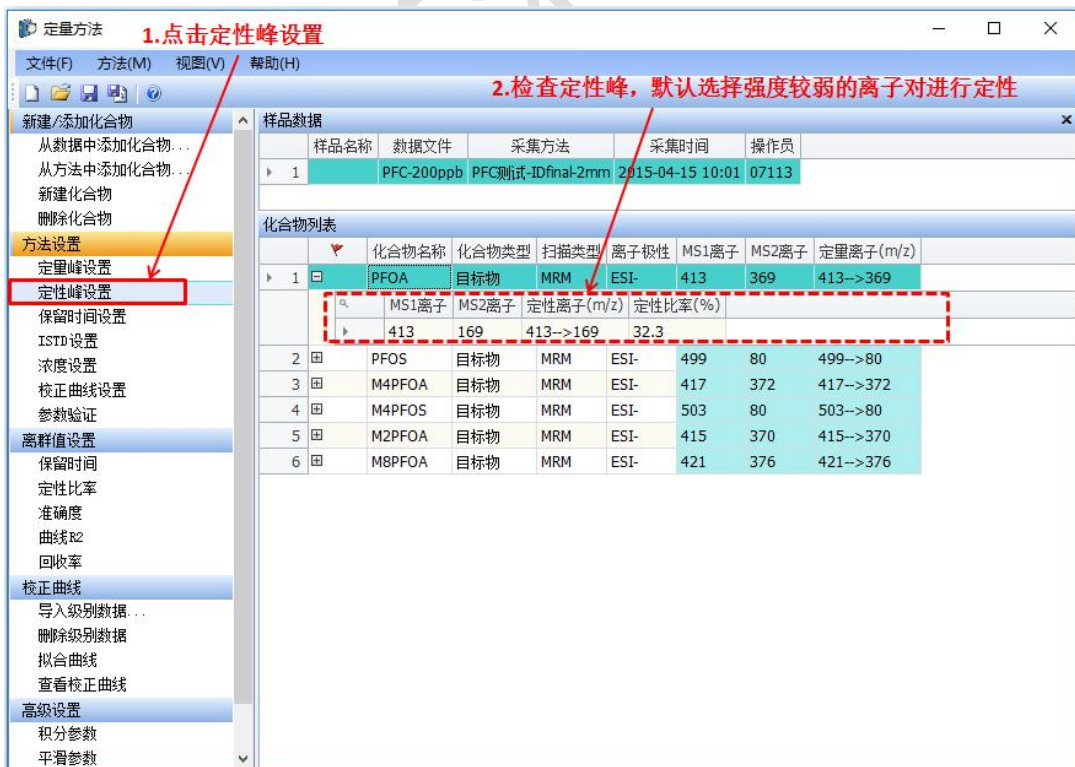 定量方法
1.点击定性峰设置
文件(F) 方法(M) 视图(V) 帮助(H)
2.检查定性峰，默认选择强度较弱的离子对进行定性
新建/添加化合物
从数据中添加化合物...
从方法中添加化合物...
新建化合物
删除化合物
方法设置
定量峰设置
定性峰设置
保留时间设置
ISTD设置
浓度设置
校正曲线设置
参数验证
离群值设置
保留时间
定性比率
准确度
曲线R2
回收率
校正曲线
导入级别数据...
删除级别数据
拟合曲线
查看校正曲线
高级设置
积分参数
平滑参数
样品数据
样品名称 数据文件 采集方法 采集时间 操作员
1 PFC-200ppb PFC测试-IDfinal-2mm 2015-04-15 10:01 07113
化合物列表
化合物名称 化合物类型 扫描类型 离子极性 MS1离子 MS2离子 定量离子(m/z)
1 PFOA 目标物 MRM ESI- 413 369 413-->369
MS1离子 MS2离子 定性离子(m/z) 定性比率(%)
413 169 413-->169 32.3
2 PFOS 目标物 MRM ESI- 499 80 499-->80
3 M4PFOA 目标物 MRM ESI- 417 372 417-->372
4 M4PFOS 目标物 MRM ESI- 503 80 503-->80
5 M2PFOA 目标物 MRM ESI- 415 370 415-->370
6 M8PFOA 目标物 MRM ESI- 421 376 421-->376